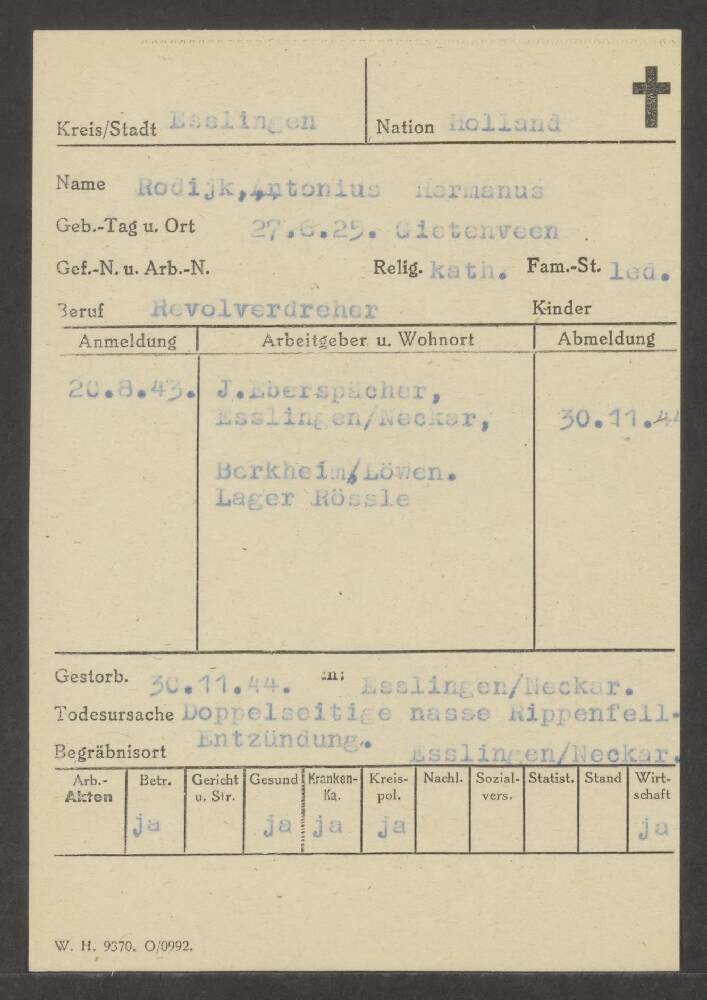 Kreis/Stadt Esslingen Nation Holland
Name Rodijk, Antonius Hermanus
Geb.-Tag u. Ort 27.6.25. Gietenveen
Gef.-N. u. Arb.-N. Relig. kath. Fam.-St. led.
Beruf Revolverdreher Kinder
Anmeldung Arbeitgeber u. Wohnort Abmeldung
20.8.43. J.Eberspächer,
Esslingen/Neckar, 30.11.44
Berkheim/Löwen.
Lager Rössle
Gestorb. 30.11.44. in: Esslingen/Neckar.
Todesursache Doppelseitige nasse Rippenfell-
Entzündung.
Begräbnisort Esslingen/Neckar.
Arb.- Betr. Gericht Gesund Kranken- Kreis- Nachl. Sozial- Statist. Stand Wirt-
Akten u. Str. Ka. pol. vers. schaft
ja ja ja ja ja
W. H. 9370. O/0992.